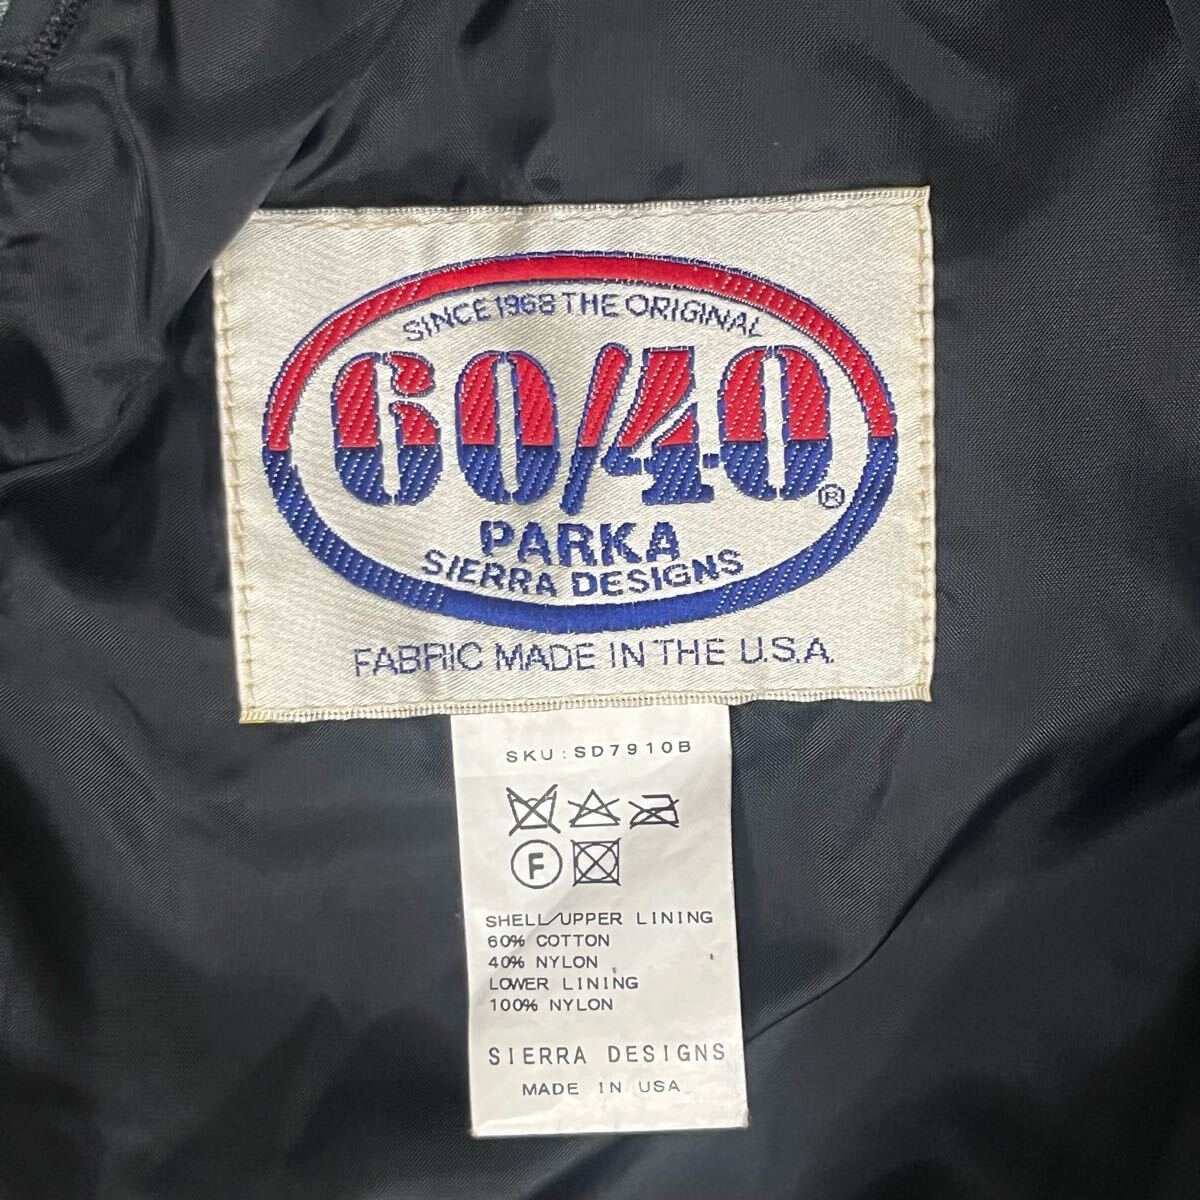 SINCE 1968 THE ORIGINAL
60/40®
PARKA
SIERRA DESIGNS
FABRIC MADE IN THE U.S.A.
SKU:SD7910B
F
SHELL/UPPER LINING
60% COTTON
40% NYLON
LOWER LINING
100% NYLON
SIERRA DESIGNS
MADE IN USA